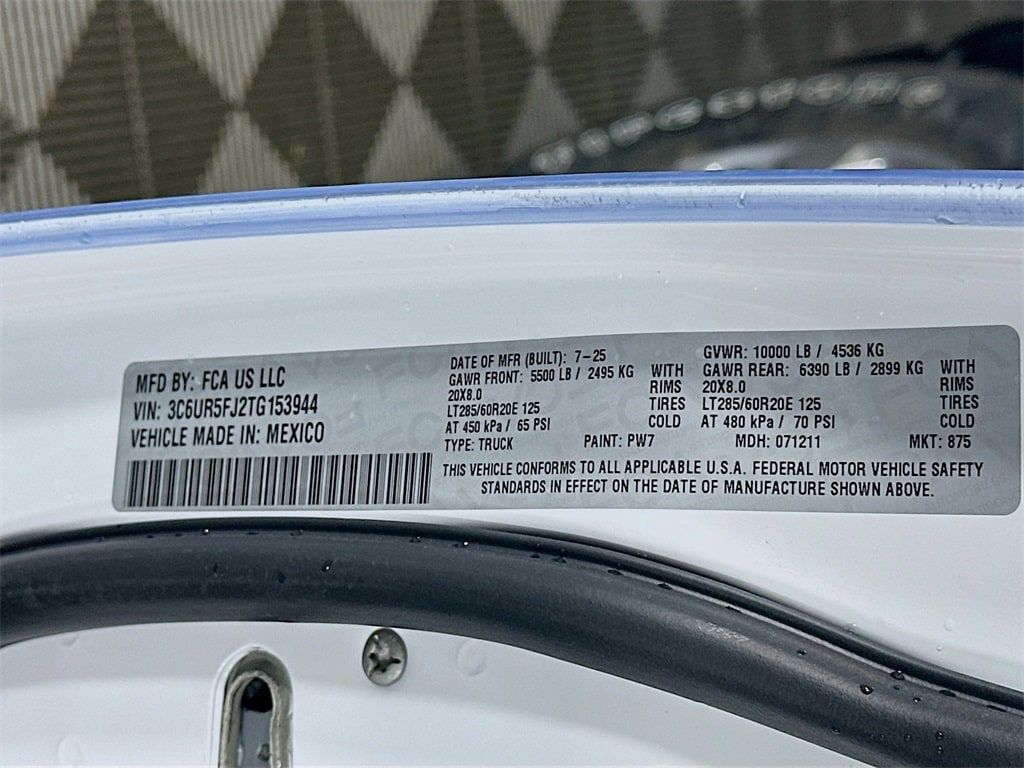 Firestone
MFD BY: FCA US LLC
VIN: 3C6UR5FJ2TG153944
VEHICLE MADE IN: MEXICO
DATE OF MFR (BUILT): 7-25
GAWR FRONT: 5500 LB / 2495 KG WITH
20X8.0 RIMS
LT285/60R20E 125 TIRES
AT 450 kPa / 65 PSI COLD
GVWR: 10000 LB / 4536 KG
GAWR REAR: 6390 LB / 2899 KG WITH
20X8.0 RIMS
LT285/60R20E 125 TIRES
AT 480 kPa / 70 PSI COLD
TYPE: TRUCK PAINT: PW7 MDH: 071211 MKT: 875
THIS VEHICLE CONFORMS TO ALL APPLICABLE U.S.A. FEDERAL MOTOR VEHICLE SAFETY
STANDARDS IN EFFECT ON THE DATE OF MANUFACTURE SHOWN ABOVE.